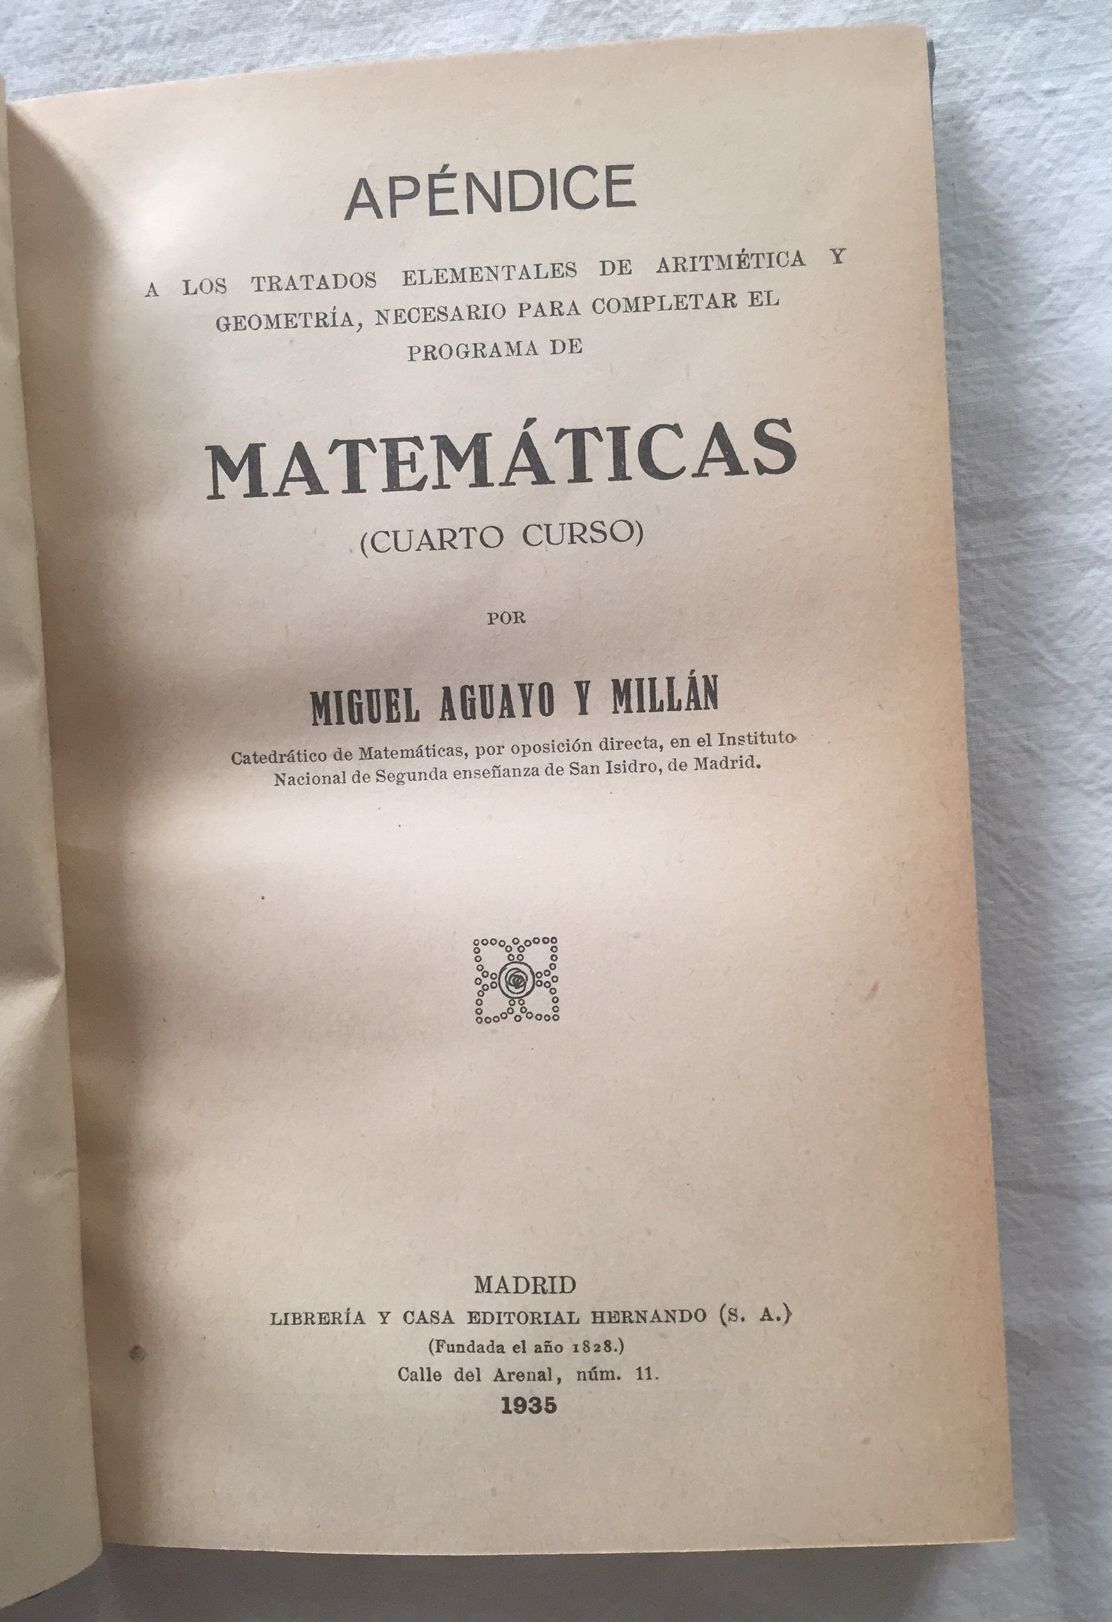 APÉNDICE
A LOS TRATADOS ELEMENTALES DE ARITMÉTICA Y
GEOMETRÍA, NECESARIO PARA COMPLETAR EL
PROGRAMA DE
MATEMÁTICAS
(CUARTO CURSO)
POR
MIGUEL AGUAYO Y MILLÁN
Catedrático de Matemáticas, por oposición directa, en el Instituto
Nacional de Segunda enseñanza de San Isidro, de Madrid.
MADRID
LIBRERÍA Y CASA EDITORIAL HERNANDO (S. A.)
(Fundada el año 1828.)
Calle del Arenal, núm. 11.
1935